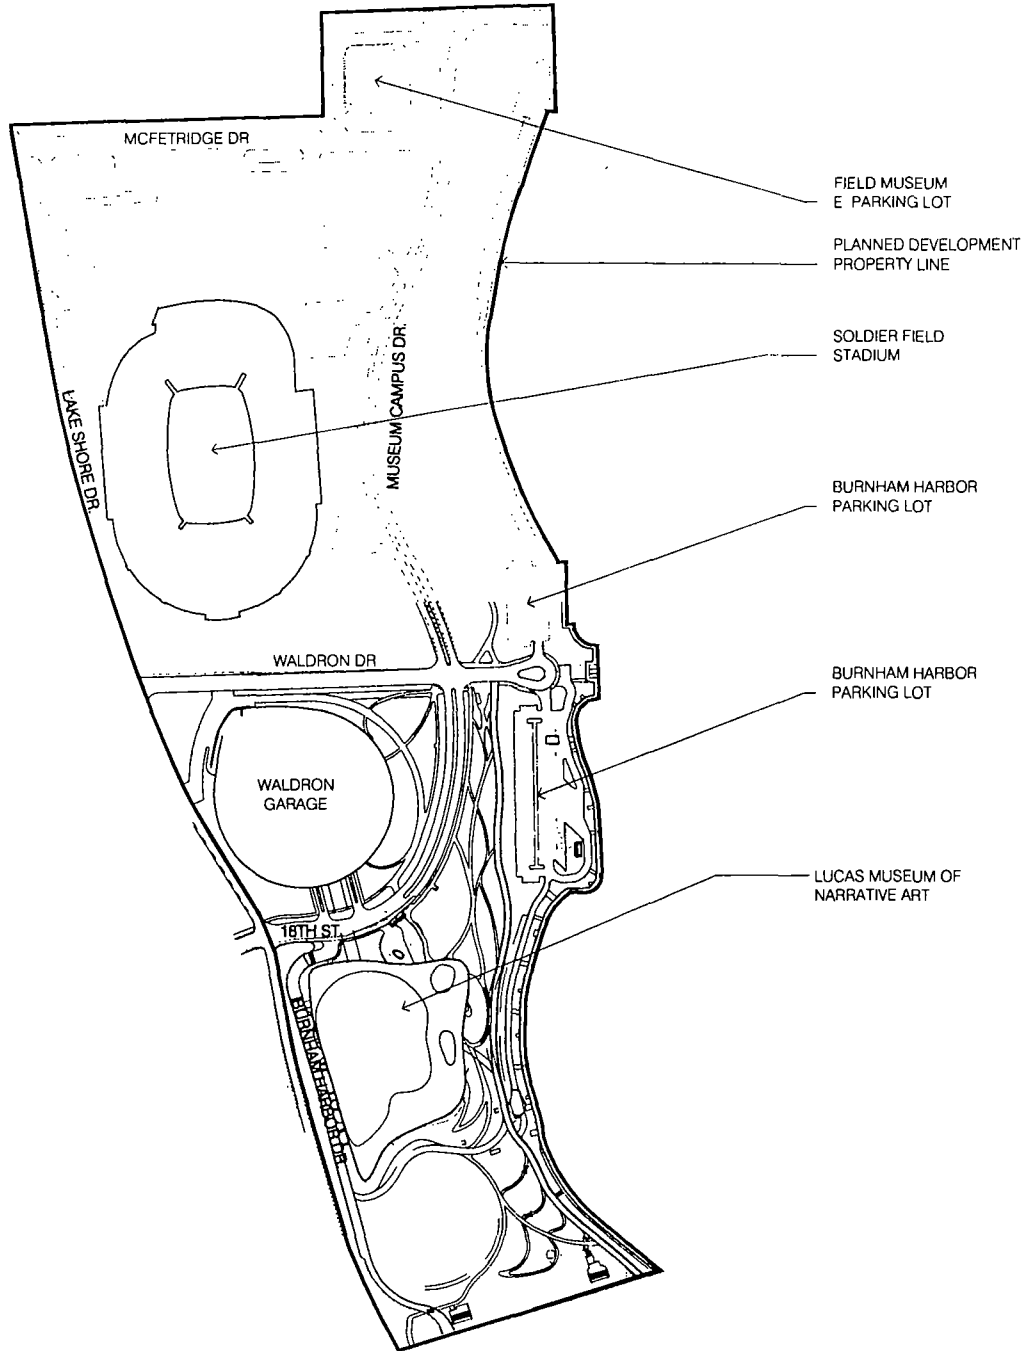 MCFETRIDGE DR
FIELD MUSEUM
E PARKING LOT
PLANNED DEVELOPMENT
PROPERTY LINE
SOLDIER FIELD
STADIUM
MUSEUM CAMPUS DR.
LAKE SHORE DR.
BURNHAM HARBOR
PARKING LOT
WALDRON DR
BURNHAM HARBOR
PARKING LOT
WALDRON
GARAGE
LUCAS MUSEUM OF
NARRATIVE ART
18TH ST.
BURNHAM HARBOR DR